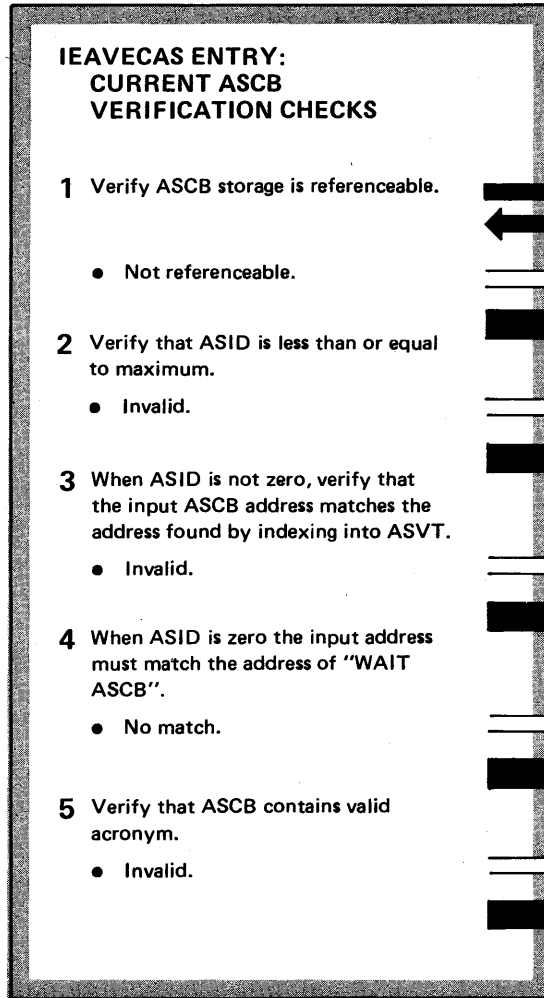 IEAVECAS ENTRY:
CURRENT ASCB
VERIFICATION CHECKS
1 Verify ASCB storage is referenceable.
• Not referenceable.
2 Verify that ASID is less than or equal
to maximum.
• Invalid.
3 When ASID is not zero, verify that
the input ASCB address matches the
address found by indexing into ASVT.
• Invalid.
4 When ASID is zero the input address
must match the address of "WAIT
ASCB".
• No match.
5 Verify that ASCB contains valid
acronym.
• Invalid.